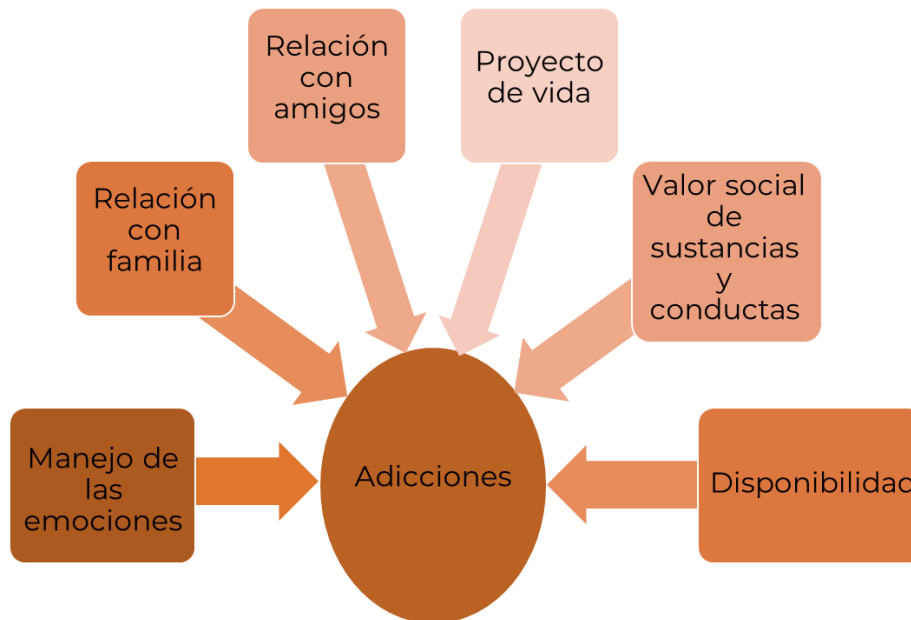 Relación
con
amigos
Proyecto
de vida
Relación
con
familia
Valor social
de
sustancias
y
conductas
Manejo de
las
emociones
Adicciones
Disponibilidad